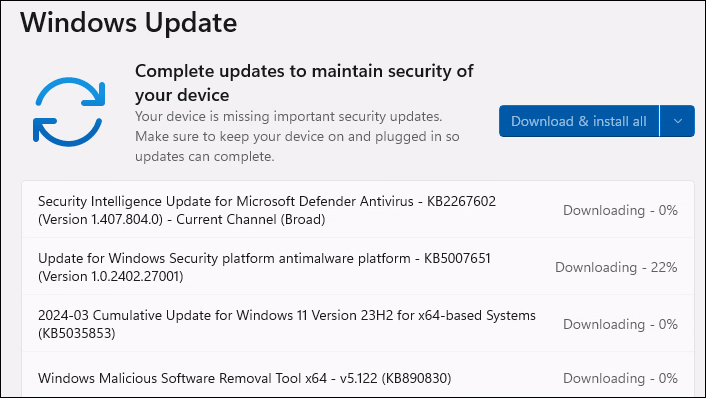 Windows Update
Complete updates to maintain security of
your device
Your device is missing important security updates.
Make sure to keep your device on and plugged in so
updates can complete.
Download & install all
Security Intelligence Update for Microsoft Defender Antivirus - KB2267602
(Version 1.407.804.0) - Current Channel (Broad)
Downloading - 0%
Update for Windows Security platform antimalware platform - KB5007651
(Version 1.0.2402.27001)
Downloading - 22%
2024-03 Cumulative Update for Windows 11 Version 23H2 for x64-based Systems
(KB5035853)
Downloading - 0%
Windows Malicious Software Removal Tool x64 - v5.122 (KB890830)
Downloading - 0%